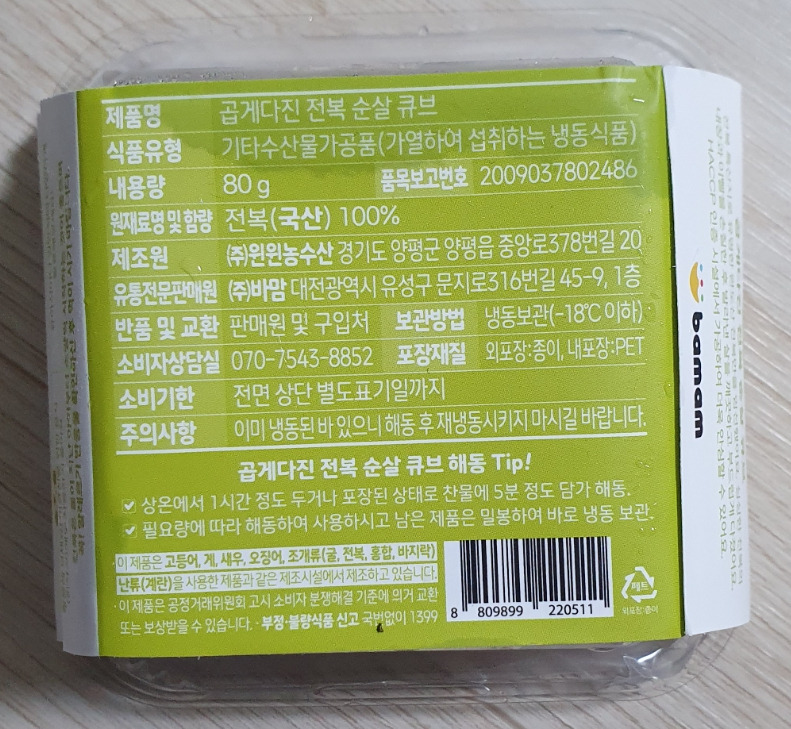 제품명 곱게다진 전복 순살 큐브
식품유형 기타수산물가공품(가열하여 섭취하는 냉동식품)
내용량 80 g 품목보고번호 2009037802486
원재료명 및 함량 전복(국산) 100%
제조원 (주)윈윈농수산 경기도 양평군 양평읍 중앙로378번길 20
유통전문판매원 (주)바맘 대전광역시 유성구 문지로316번길 45-9, 1층
반품 및 교환 판매원 및 구입처 보관방법 냉동보관(-18℃ 이하)
소비자상담실 070-7543-8852 포장재질 외포장:종이, 내포장:PET
소비기한 전면 상단 별도표기일까지
주의사항 이미 냉동된 바 있으니 해동 후 재냉동시키지 마시길 바랍니다.
곱게다진 전복 순살 큐브 해동 Tip!
상온에서 1시간 정도 두거나 포장된 상태로 찬물에 5분 정도 담가 해동.
필요량에 따라 해동하여 사용하시고 남은 제품은 밀봉하여 바로 냉동 보관.
이 제품은 고등어, 게, 새우, 오징어, 조개류(굴, 전복, 홍합, 바지락)
난류(계란)을 사용한 제품과 같은 제조시설에서 제조하고 있습니다.
· 이 제품은 공정거래위원회 고시 소비자 분쟁해결 기준에 의거 교환
또는 보상받을 수 있습니다. · 부정·불량식품 신고 국번없이 1399
8 809899 220511
페트
외포장:종이
bamam